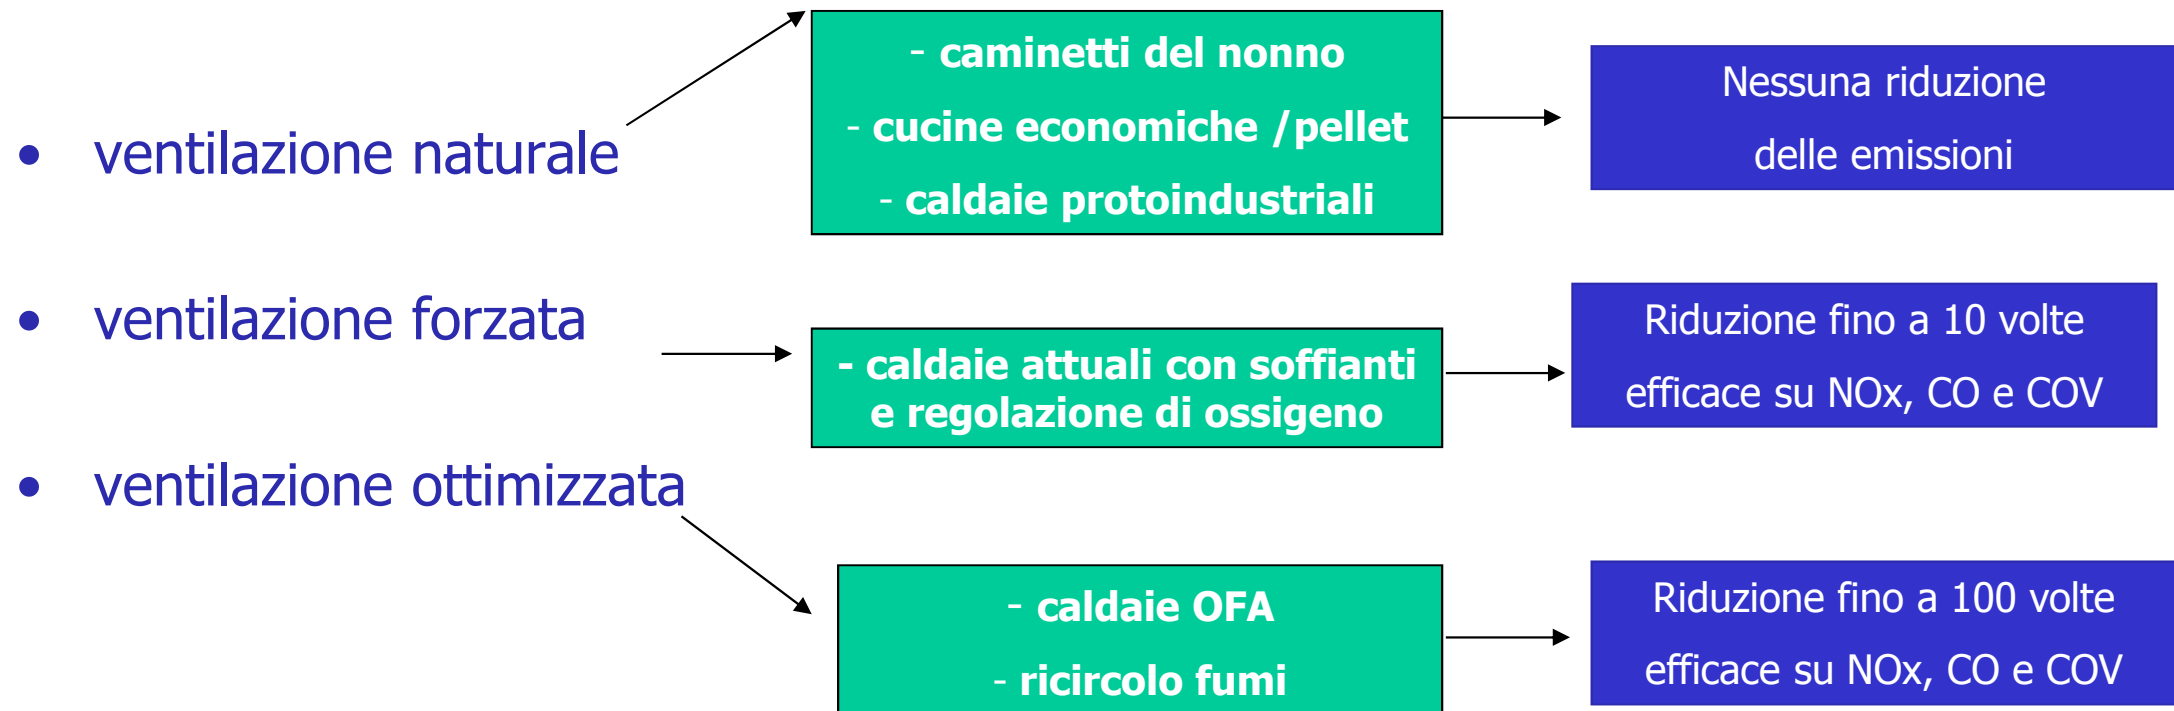 • ventilazione naturale
- caminetti del nonno
- cucine economiche /pellet
- caldaie protoindustriali
Nessuna riduzione
delle emissioni
• ventilazione forzata
- caldaie attuali con soffianti
e regolazione di ossigeno
Riduzione fino a 10 volte
efficace su NOx, CO e COV
• ventilazione ottimizzata
- caldaie OFA
- ricircolo fumi
Riduzione fino a 100 volte
efficace su NOx, CO e COV